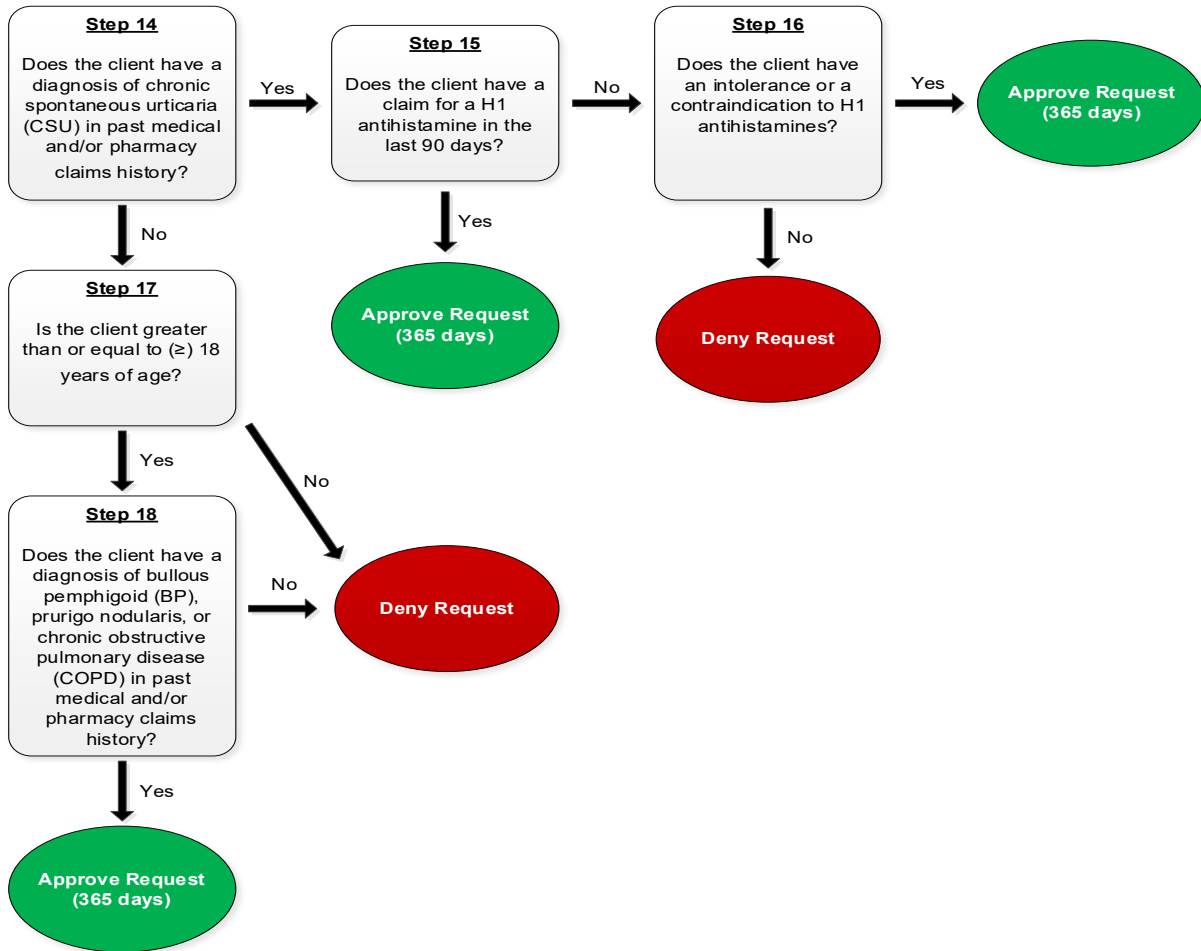 Step 14
Does the client have a
diagnosis of chronic
spontaneous urticaria
(CSU) in past medical
and/or pharmacy
claims history?
Yes
Step 15
Does the client have a
claim for a H1
antihistamine in the
last 90 days?
No
Step 16
Does the client have
an intolerance or a
contraindication to H1
antihistamines?
Yes
Approve Request
(365 days)
No
Yes
No
Step 17
Is the client greater
than or equal to (≥) 18
years of age?
Approve Request
(365 days)
Deny Request
Yes
No
Step 18
Does the client have a
diagnosis of bullous
pemphigoid (BP),
prurigo nodularis, or
chronic obstructive
pulmonary disease
(COPD) in past
medical and/or
pharmacy claims
history?
No
Deny Request
Yes
Approve Request
(365 days)